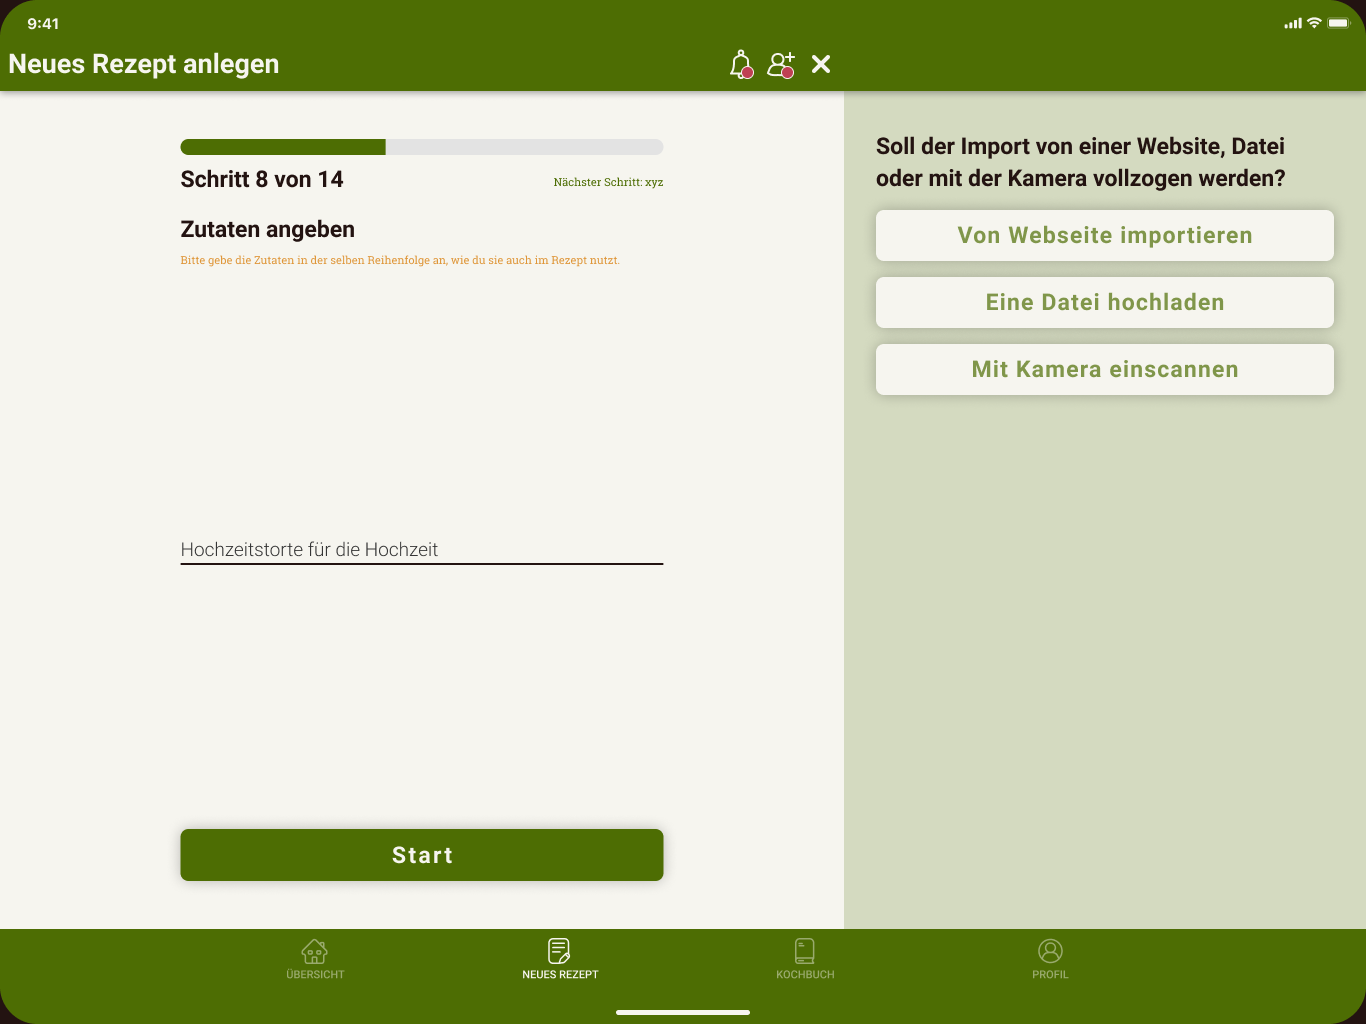 9:41
Neues Rezept anlegen
Schritt 8 von 14
Nächster Schritt: xyz
Zutaten angeben
Bitte gebe die Zutaten in der selben Reihenfolge an, wie du sie auch im Rezept nutzt.
Hochzeitstorte für die Hochzeit
Start
Soll der Import von einer Website, Datei
oder mit der Kamera vollzogen werden?
Von Webseite importieren
Eine Datei hochladen
Mit Kamera einscannen
ÜBERSICHT
NEUES REZEPT
KOCHBUCH
PROFIL